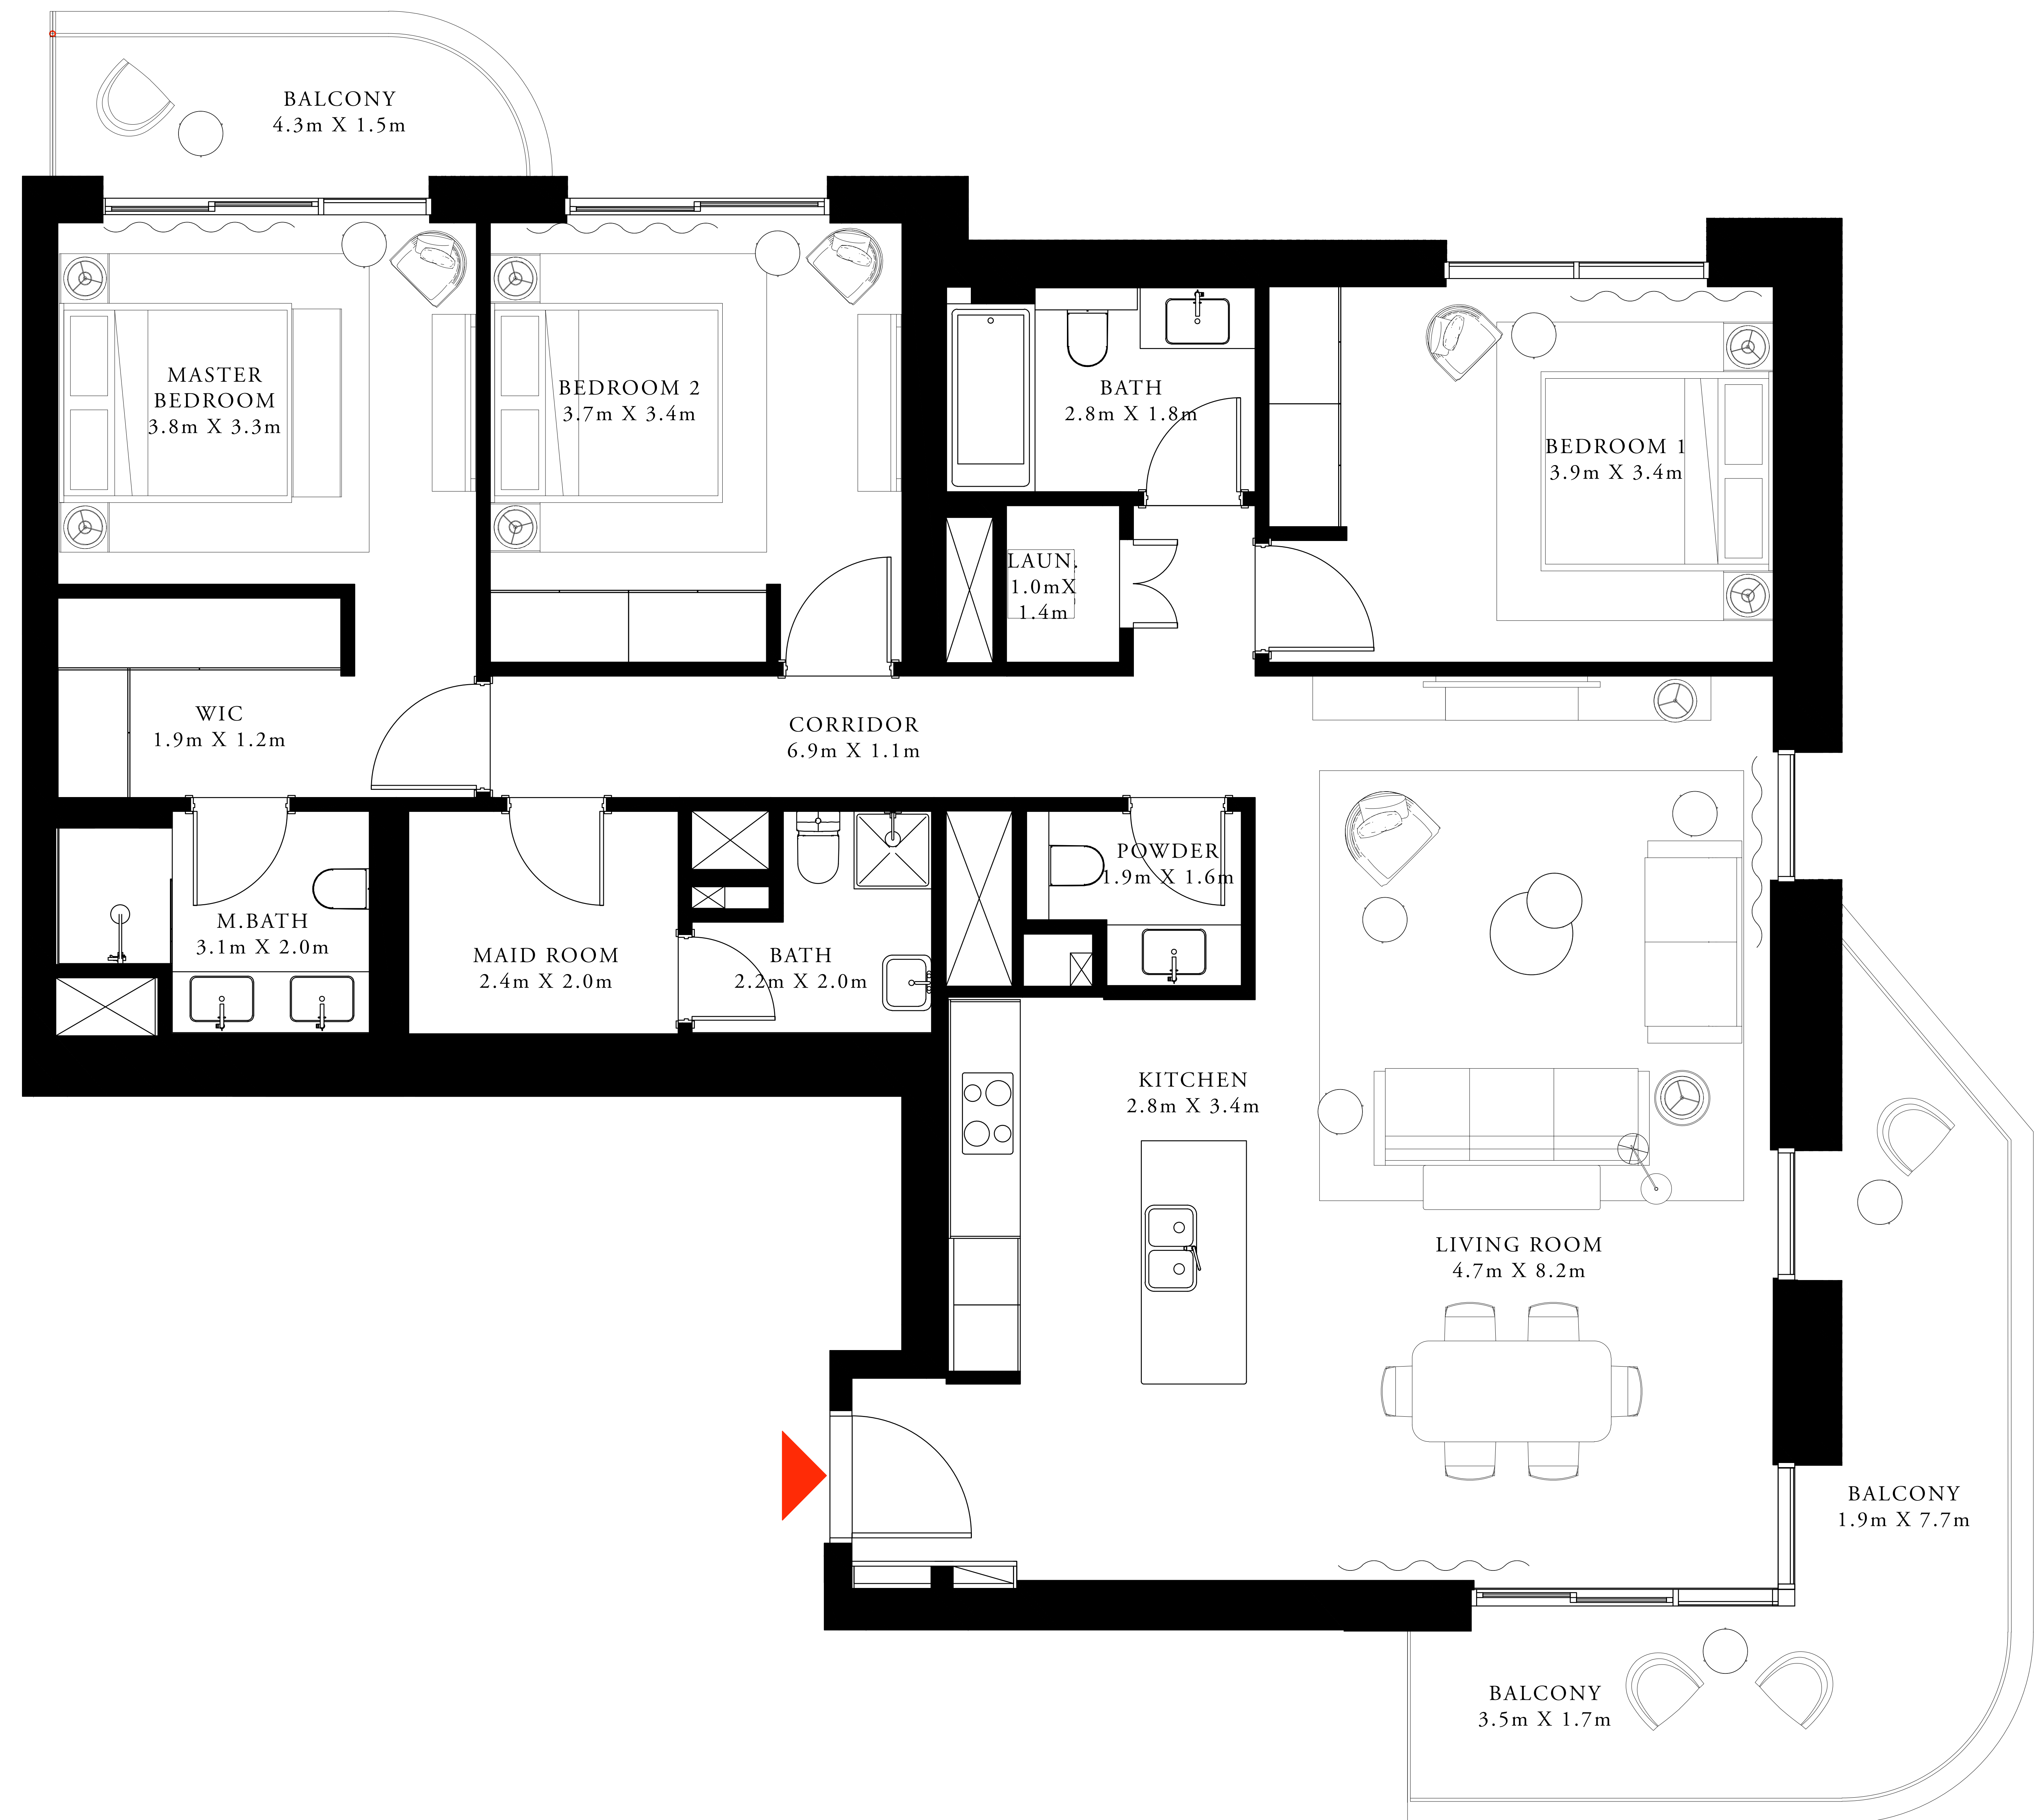 BALCONY
4.3m X 1.5m
MASTER
BEDROOM
3.8m X 3.3m
BEDROOM 2
3.7m X 3.4m
BATH
2.8m X 1.8m
BEDROOM 1
3.9m X 3.4m
LAUN.
1.0mX
1.4m
WIC
1.9m X 1.2m
CORRIDOR
6.9m X 1.1m
POWDER
1.9m X 1.6m
M.BATH
3.1m X 2.0m
MAID ROOM
2.4m X 2.0m
BATH
2.2m X 2.0m
KITCHEN
2.8m X 3.4m
LIVING ROOM
4.7m X 8.2m
BALCONY
1.9m X 7.7m
BALCONY
3.5m X 1.7m